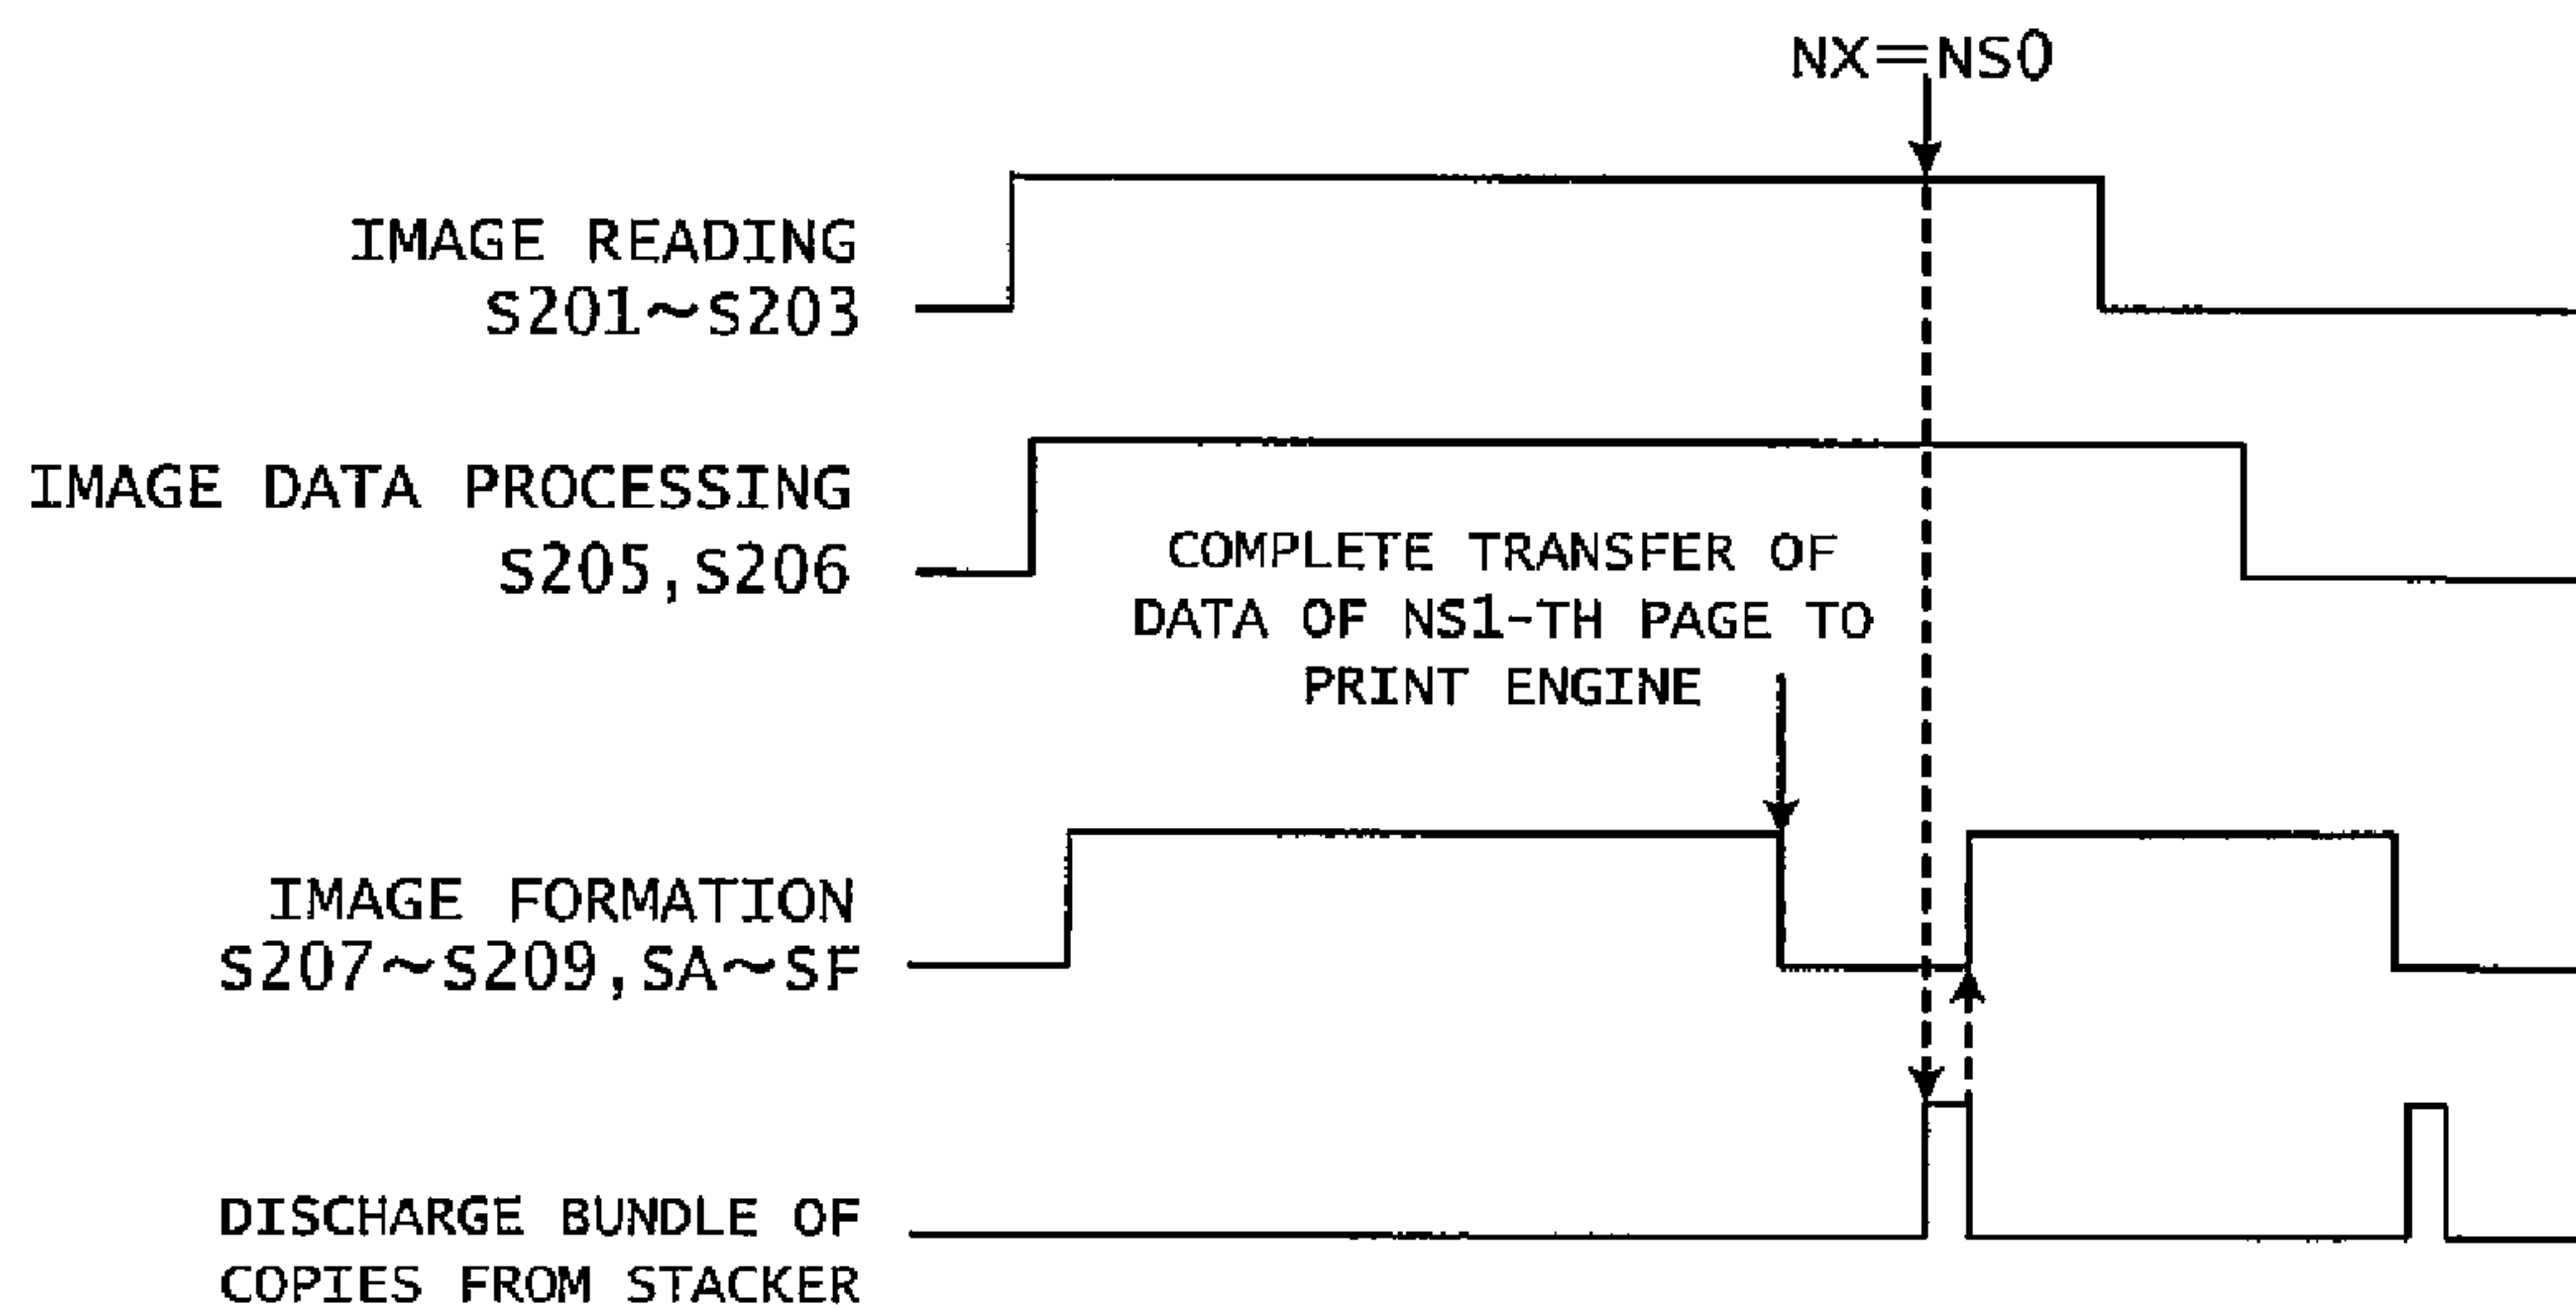 NX=NS0
IMAGE READING
S201~S203
IMAGE DATA PROCESSING
S205,S206
COMPLETE TRANSFER OF
DATA OF NS1-TH PAGE TO
PRINT ENGINE
IMAGE FORMATION
S207~S209,SA~SF
DISCHARGE BUNDLE OF
COPIES FROM STACKER